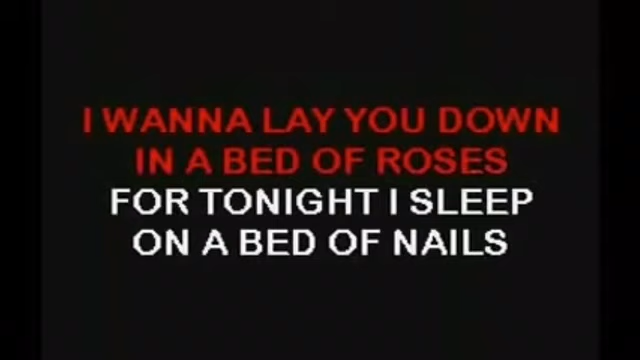 I WANNA LAY YOU DOWN
IN A BED OF ROSES
FOR TONIGHT I SLEEP
ON A BED OF NAILS